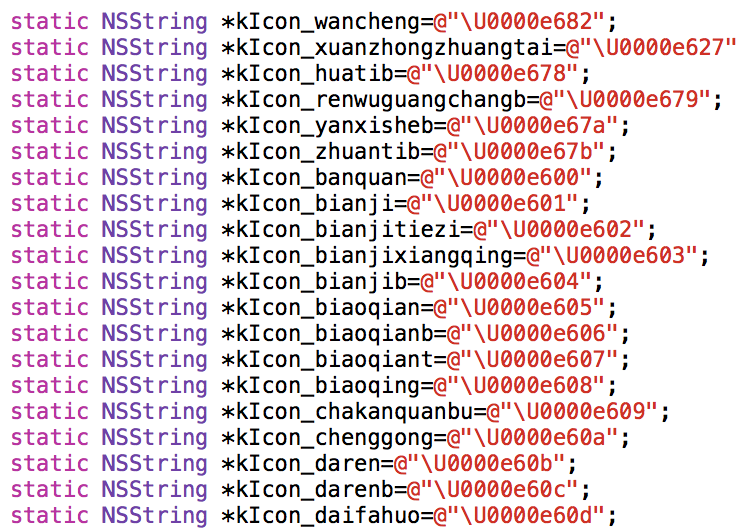 static NSString *kIcon_wancheng=@"\U0000e682";
static NSString *kIcon_xuanzhongzhuangtai=@"\U0000e627"
static NSString *kIcon_huatib=@"\U0000e678";
static NSString *kIcon_renwuguangchangb=@"\U0000e679";
static NSString *kIcon_yanxisheb=@"\U0000e67a";
static NSString *kIcon_zhuantib=@"\U0000e67b";
static NSString *kIcon_banquan=@"\U0000e600";
static NSString *kIcon_bianji=@"\U0000e601";
static NSString *kIcon_bianjitiezi=@"\U0000e602";
static NSString *kIcon_bianjixiangqing=@"\U0000e603";
static NSString *kIcon_bianjib=@"\U0000e604";
static NSString *kIcon_biaoqian=@"\U0000e605";
static NSString *kIcon_biaoqianb=@"\U0000e606";
static NSString *kIcon_biaoqiant=@"\U0000e607";
static NSString *kIcon_biaoqing=@"\U0000e608";
static NSString *kIcon_chakanquanbu=@"\U0000e609";
static NSString *kIcon_chenggong=@"\U0000e60a";
static NSString *kIcon_daren=@"\U0000e60b";
static NSString *kIcon_darenb=@"\U0000e60c";
static NSString *kIcon_daifahuo=@"\U0000e60d";